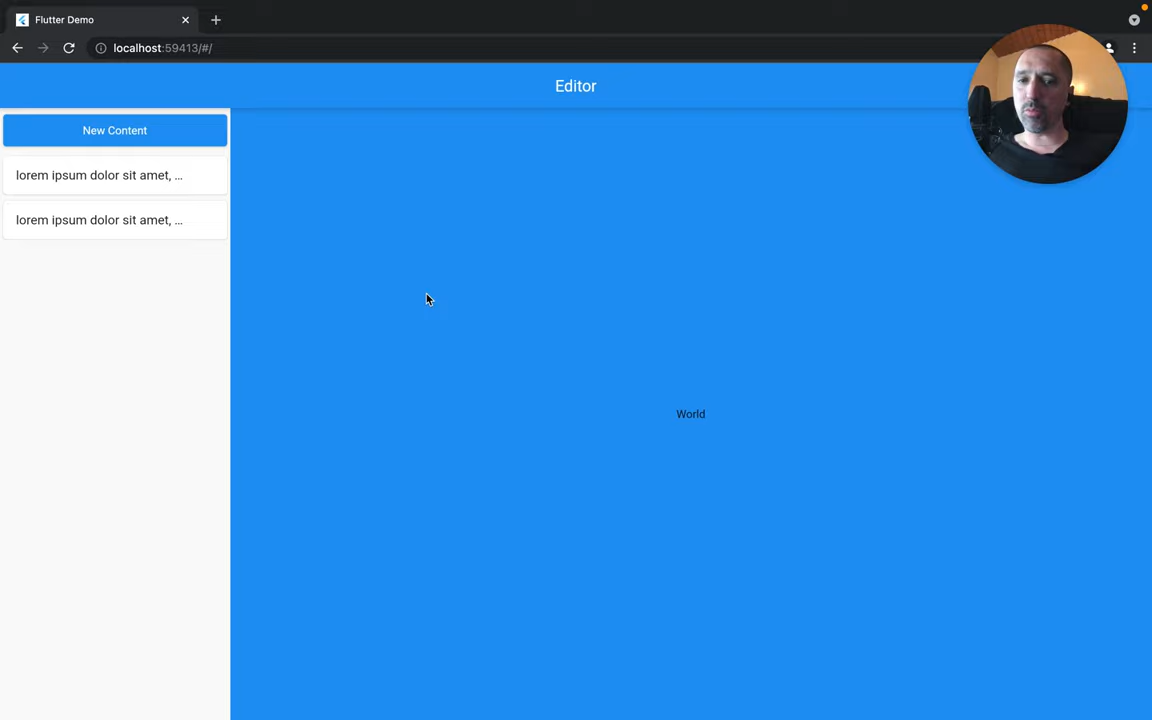 Flutter Demo
localhost:59413/#/
Editor
New Content
lorem ipsum dolor sit amet, ...
lorem ipsum dolor sit amet, ...
World